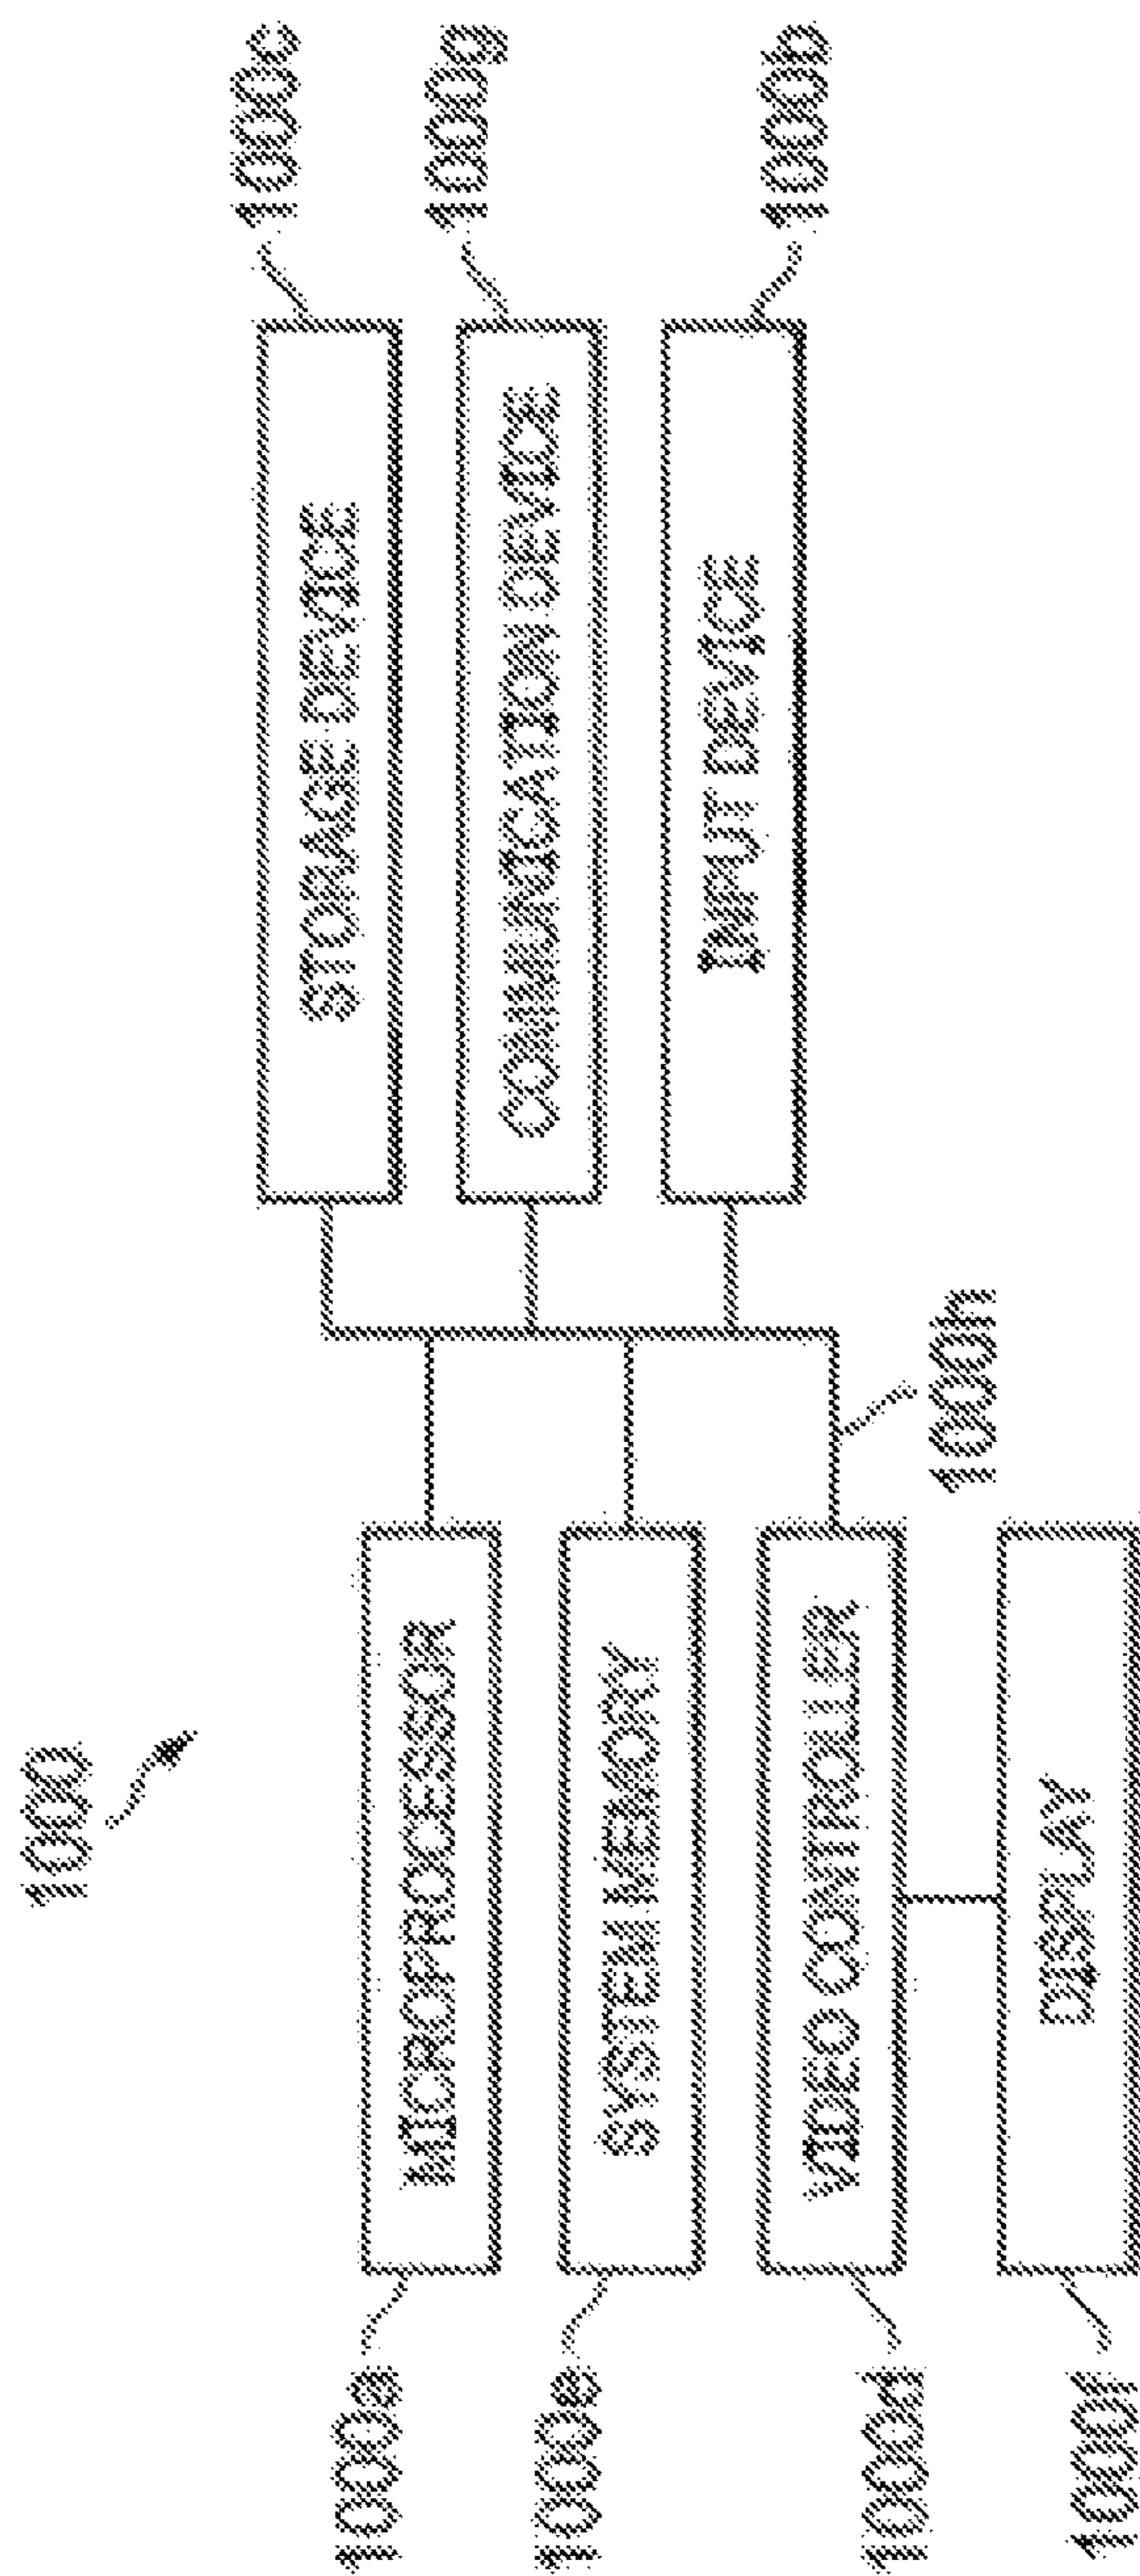 1000
1000a
MICROPROCESSOR
STORAGE DEVICE
1000c
1000e
SYSTEM MEMORY
COMMUNICATION DEVICE
1000g
1000d
VIDEO CONTROLLER
INPUT DEVICE
1000b
1000h
1000f
DISPLAY